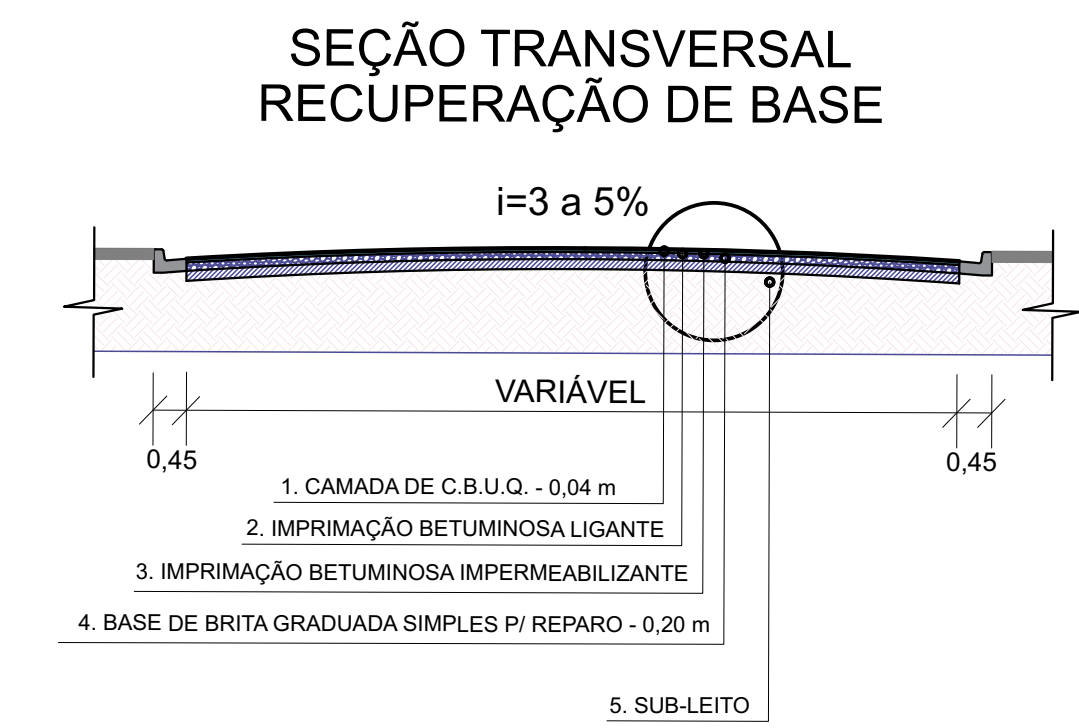 SEÇÃO TRANSVERSAL
RECUPERAÇÃO DE BASE
i=3 a 5%
VARIÁVEL
0,45
0,45
1. CAMADA DE C.B.U.Q. - 0,04 m
2. IMPRIMAÇÃO BETUMINOSA LIGANTE
3. IMPRIMAÇÃO BETUMINOSA IMPERMEABILIZANTE
4. BASE DE BRITA GRADUADA SIMPLES P/ REPARO - 0,20 m
5. SUB-LEITO